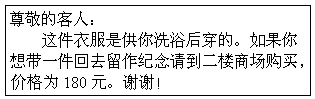 尊敬的客人：
这件衣服是供你洗浴后穿的。如果你
想带一件回去留作纪念请到二楼商场购买，
价格为 180 元。谢谢！